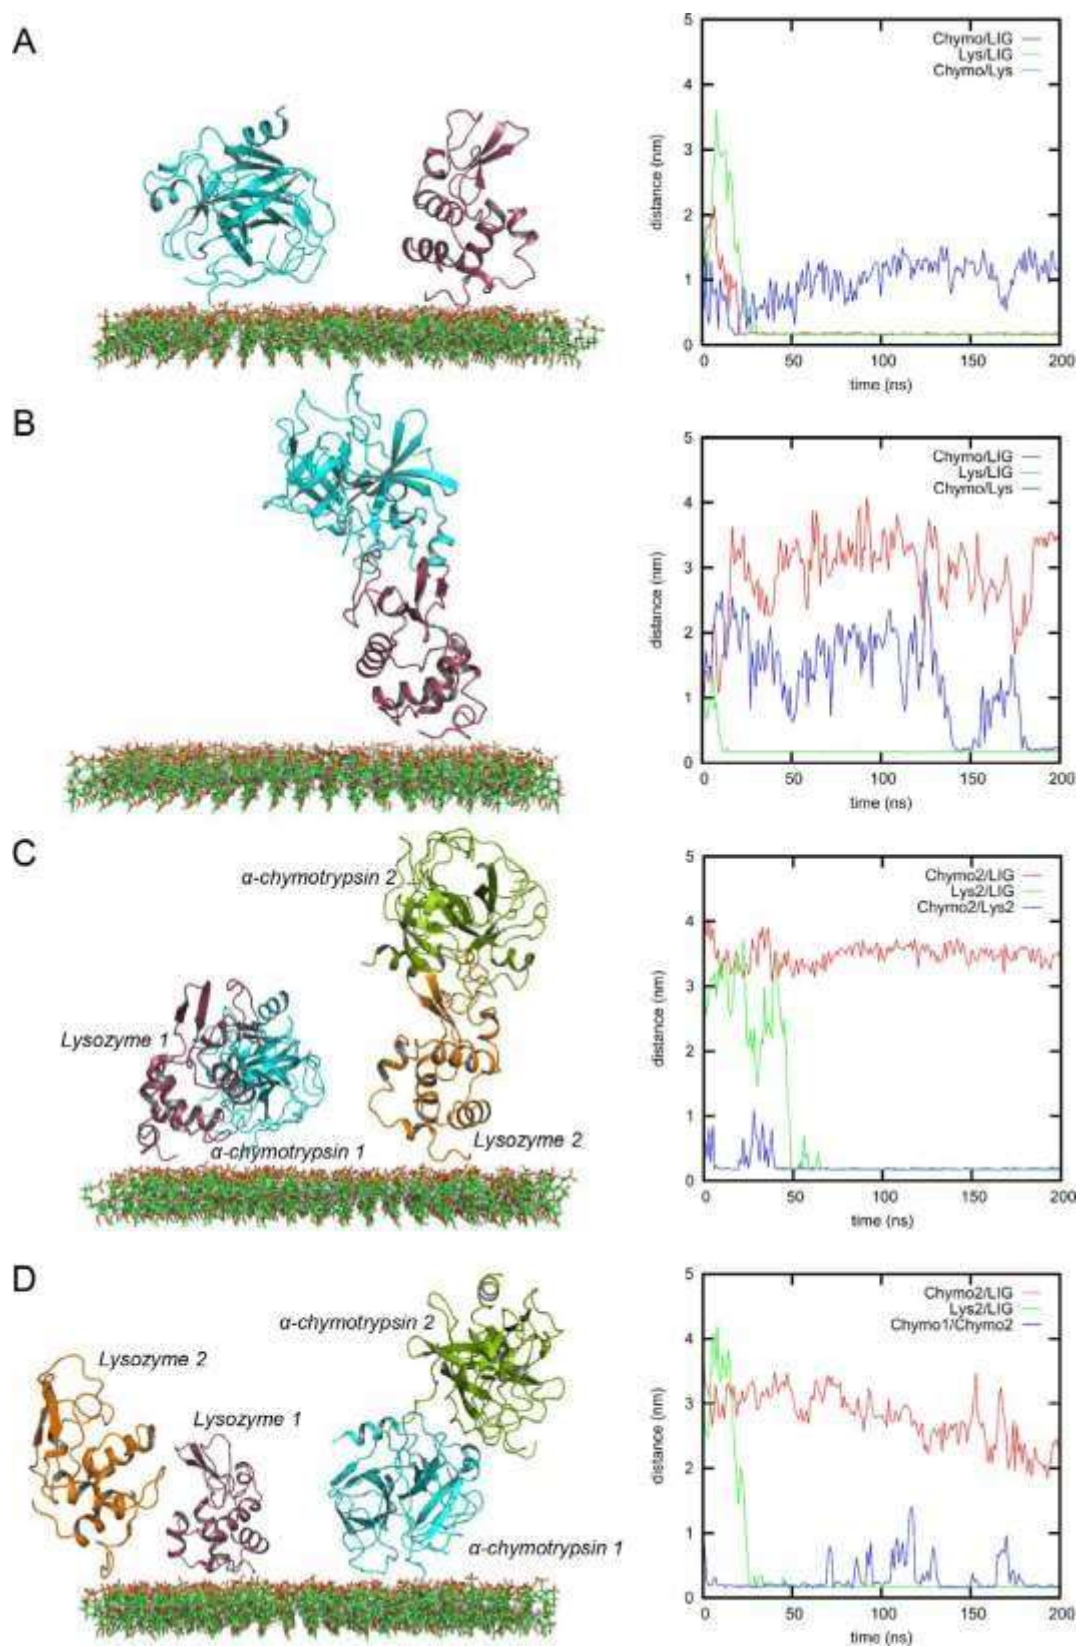 A
5
4
3
2
1
0
distance (nm)
Chymo/LIG
Lys/LIG
Chymo/Lys
0 50 100 150 200
time (ns)
B
5
4
3
2
1
0
distance (nm)
Chymo/LIG
Lys/LIG
Chymo/Lys
0 50 100 150 200
time (ns)
C
α-chymotrypsin 2
Lysozyme 1
α-chymotrypsin 1
Lysozyme 2
5
4
3
2
1
0
distance (nm)
Chymo2/LIG
Lys2/LIG
Chymo2/Lys2
0 50 100 150 200
time (ns)
D
α-chymotrypsin 2
Lysozyme 2
Lysozyme 1
α-chymotrypsin 1
5
4
3
2
1
0
distance (nm)
Chymo2/LIG
Lys2/LIG
Chymo1/Chymo2
0 50 100 150 200
time (ns)